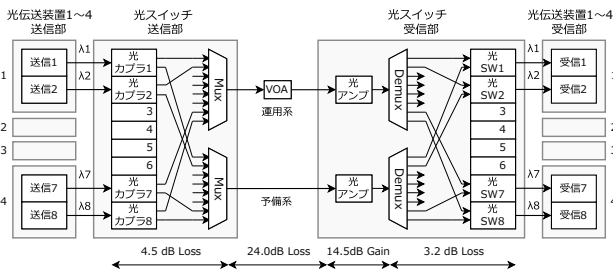 光伝送装置1～4
送信部
光スイッチ
送信部
光スイッチ
受信部
光伝送装置1～4
受信部
1
送信1
送信2
λ1
λ2
2
3
4
送信7
送信8
λ7
λ8
光
カプラ1
光
カプラ2
3
4
5
6
光
カプラ7
光
カプラ8
Mux
Mux
VOA
運用系
予備系
光
アンプ
光
アンプ
Demux
Demux
光
SW1
光
SW2
3
4
5
6
光
SW7
光
SW8
λ1
λ2
λ7
λ8
受信1
受信2
受信7
受信8
4.5 dB Loss
24.0dB Loss
14.5dB Gain
3.2 dB Loss